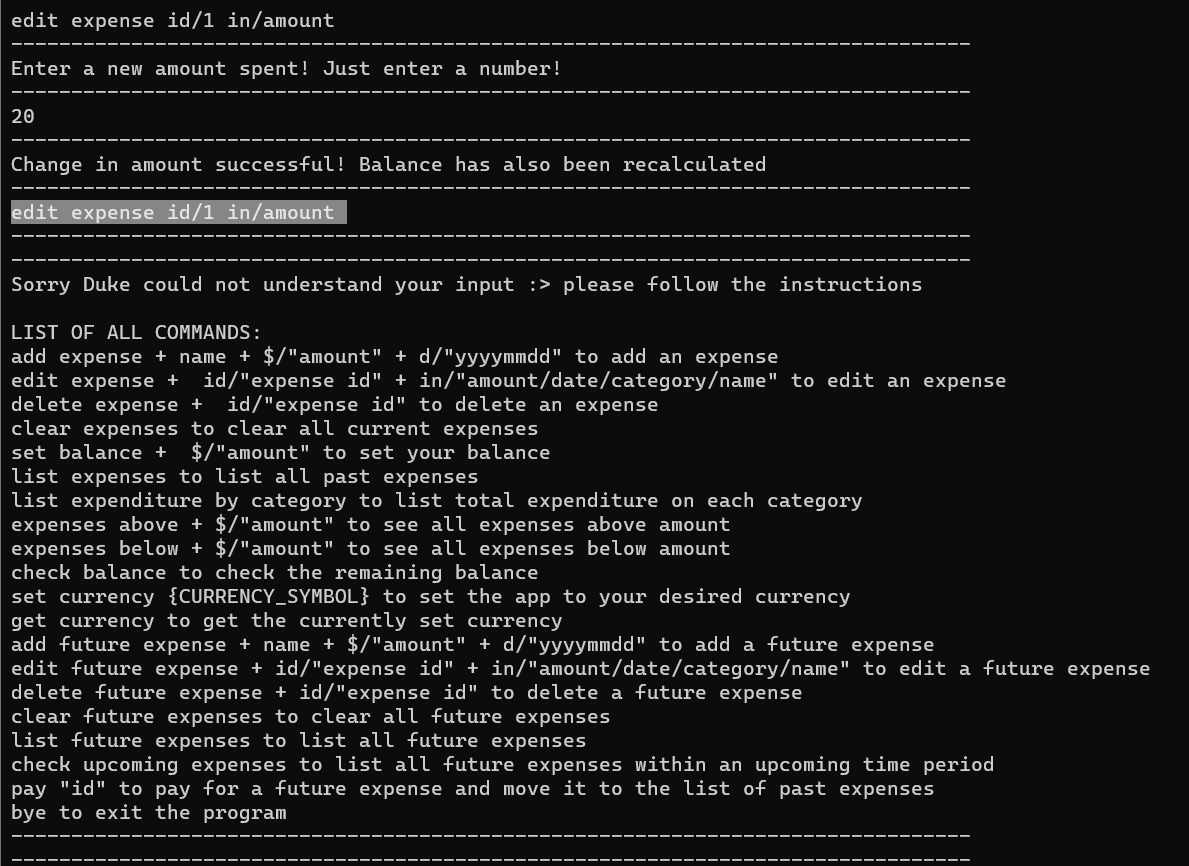 edit expense id/1 in/amount
--------------------------------------------------------------------------------
Enter a new amount spent! Just enter a number!
--------------------------------------------------------------------------------
20
--------------------------------------------------------------------------------
Change in amount successful! Balance has also been recalculated
--------------------------------------------------------------------------------
edit expense id/1 in/amount
--------------------------------------------------------------------------------
--------------------------------------------------------------------------------
Sorry Duke could not understand your input :> please follow the instructions

LIST OF ALL COMMANDS:
add expense + name + $/"amount" + d/"yyyymmdd" to add an expense
edit expense +  id/"expense id" + in/"amount/date/category/name" to edit an expense
delete expense +  id/"expense id" to delete an expense
clear expenses to clear all current expenses
set balance +  $/"amount" to set your balance
list expenses to list all past expenses
list expenditure by category to list total expenditure on each category
expenses above + $/"amount" to see all expenses above amount
expenses below + $/"amount" to see all expenses below amount
check balance to check the remaining balance
set currency {CURRENCY_SYMBOL} to set the app to your desired currency
get currency to get the currently set currency
add future expense + name + $/"amount" + d/"yyyymmdd" to add a future expense
edit future expense + id/"expense id" + in/"amount/date/category/name" to edit a future expense
delete future expense + id/"expense id" to delete a future expense
clear future expenses to clear all future expenses
list future expenses to list all future expenses
check upcoming expenses to list all future expenses within an upcoming time period
pay "id" to pay for a future expense and move it to the list of past expenses
bye to exit the program
--------------------------------------------------------------------------------
--------------------------------------------------------------------------------